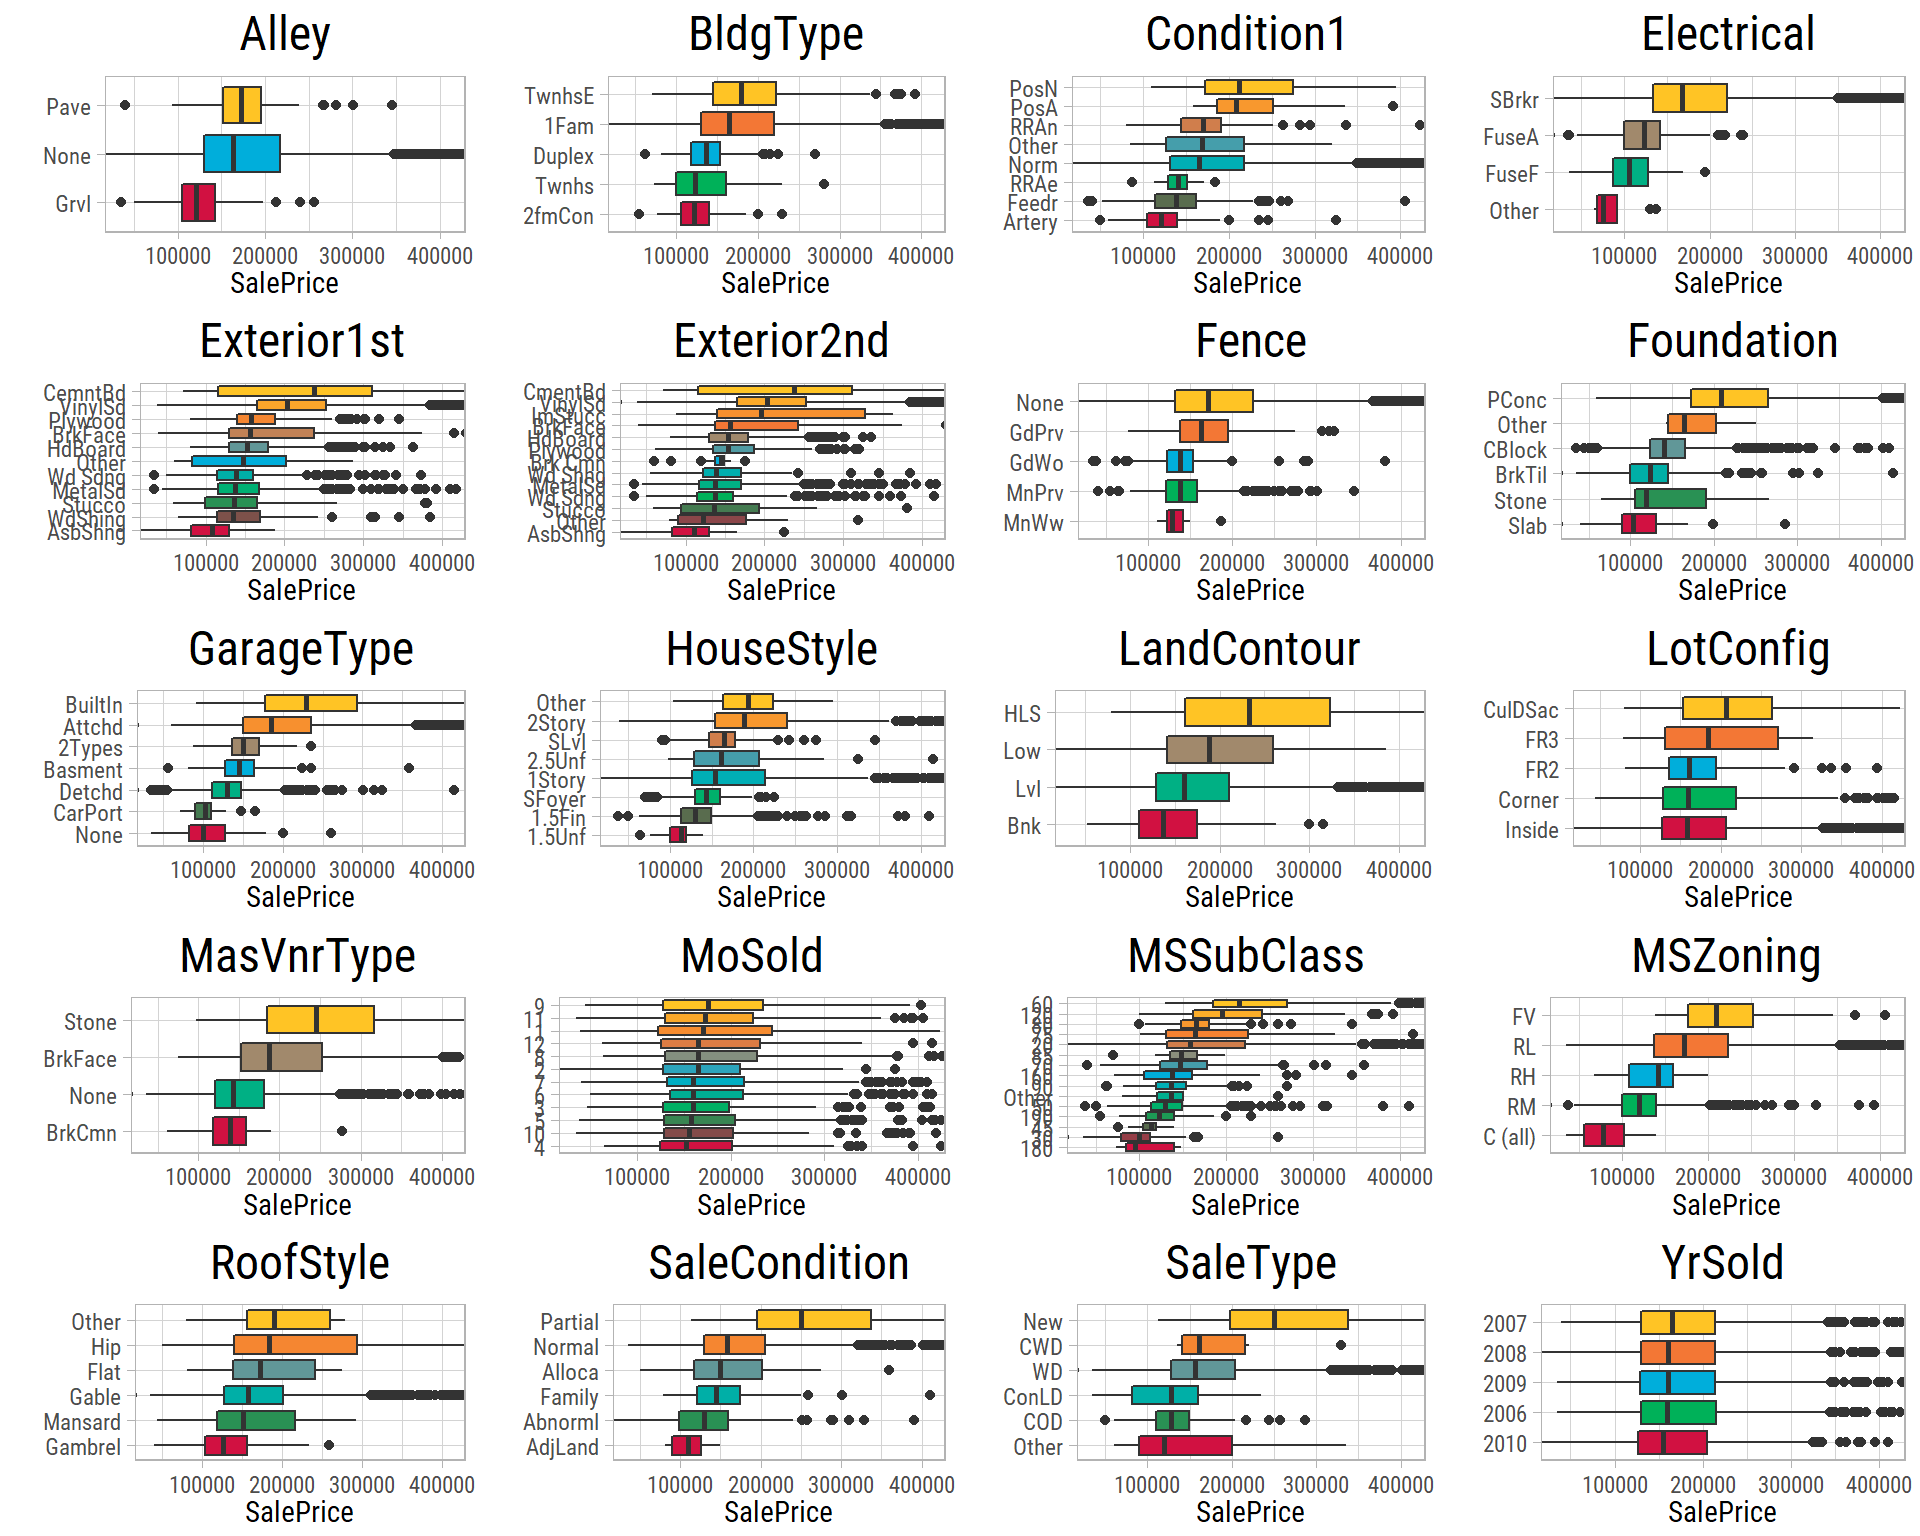 Alley
Pave
None
Grvl
100000 200000 300000 400000
SalePrice
BldgType
TwnhsE
1Fam
Duplex
Twnhs
2fmCon
100000 200000 300000 400000
SalePrice
Condition1
PosN
PosA
RRAn
Other
Norm
RRAe
Feedr
Artery
100000 200000 300000 400000
SalePrice
Electrical
SBrkr
FuseA
FuseF
Other
100000 200000 300000 400000
SalePrice
Exterior1st
CemntBd
VinylSd
Plywood
BrkFace
HdBoard
Other
Wd Sdng
MetalSd
Stucco
WdShing
AsbShng
100000 200000 300000 400000
SalePrice
Exterior2nd
CmentBd
VinylSd
ImStucc
BrkFace
HdBoard
Plywood
Brk Cmn
Wd Shng
MetalSd
Wd Sdng
Stucco
Other
AsbShng
100000 200000 300000 400000
SalePrice
Fence
None
GdPrv
GdWo
MnPrv
MnWw
100000 200000 300000 400000
SalePrice
Foundation
PConc
Other
CBlock
BrkTil
Stone
Slab
100000 200000 300000 400000
SalePrice
GarageType
BuiltIn
Attchd
2Types
Basment
Detchd
CarPort
None
100000 200000 300000 400000
SalePrice
HouseStyle
Other
2Story
SLvl
2.5Unf
1Story
SFoyer
1.5Fin
1.5Unf
100000 200000 300000 400000
SalePrice
LandContour
HLS
Low
Lvl
Bnk
100000 200000 300000 400000
SalePrice
LotConfig
CulDSac
FR3
FR2
Corner
Inside
100000 200000 300000 400000
SalePrice
MasVnrType
Stone
BrkFace
None
BrkCmn
100000 200000 300000 400000
SalePrice
MoSold
9
11
1
12
8
2
7
6
3
5
10
4
100000 200000 300000 400000
SalePrice
MSSubClass
60
120
80
75
20
85
70
160
90
Other
50
190
45
30
180
100000 200000 300000 400000
SalePrice
MSZoning
FV
RL
RH
RM
C (all)
100000 200000 300000 400000
SalePrice
RoofStyle
Other
Hip
Flat
Gable
Mansard
Gambrel
100000 200000 300000 400000
SalePrice
SaleCondition
Partial
Normal
Alloca
Family
Abnorml
AdjLand
100000 200000 300000 400000
SalePrice
SaleType
New
CWD
WD
ConLD
COD
Other
100000 200000 300000 400000
SalePrice
YrSold
2007
2008
2009
2006
2010
100000 200000 300000 400000
SalePrice